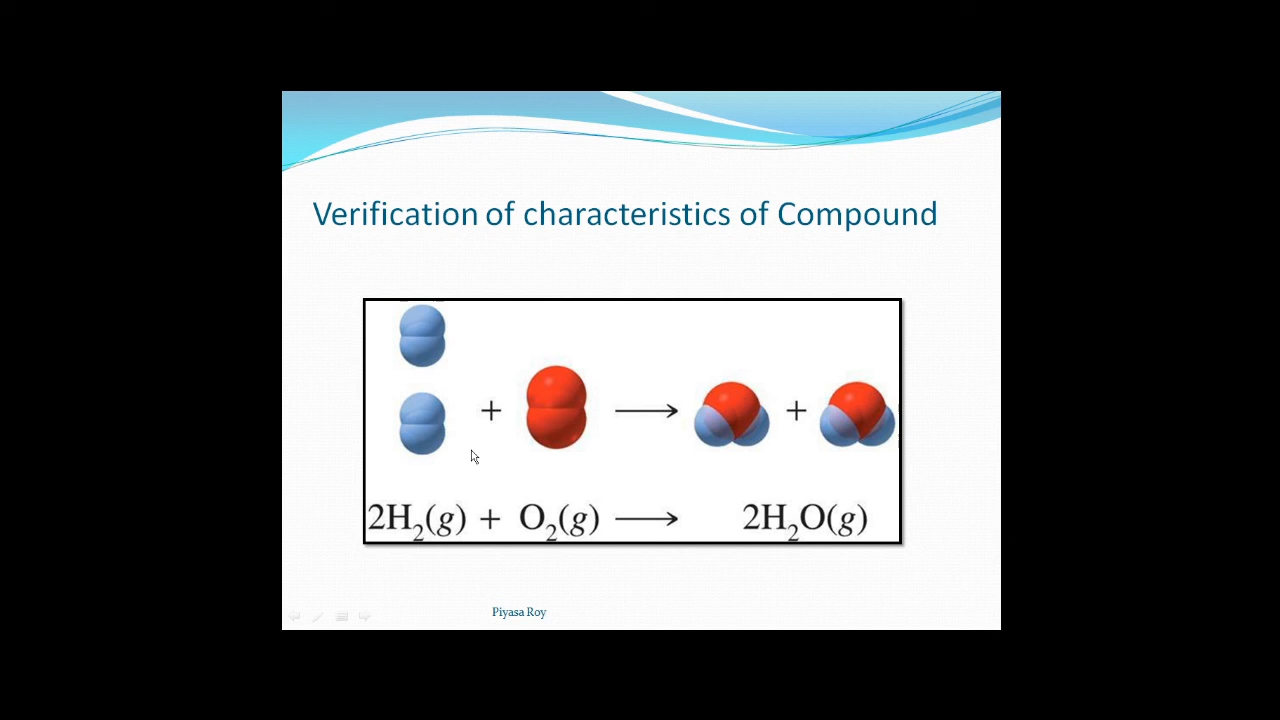 Verification of characteristics of Compound
+ ⟶ +
2H₂(g) + O₂(g) ⟶ 2H₂O(g)
Piyasa Roy